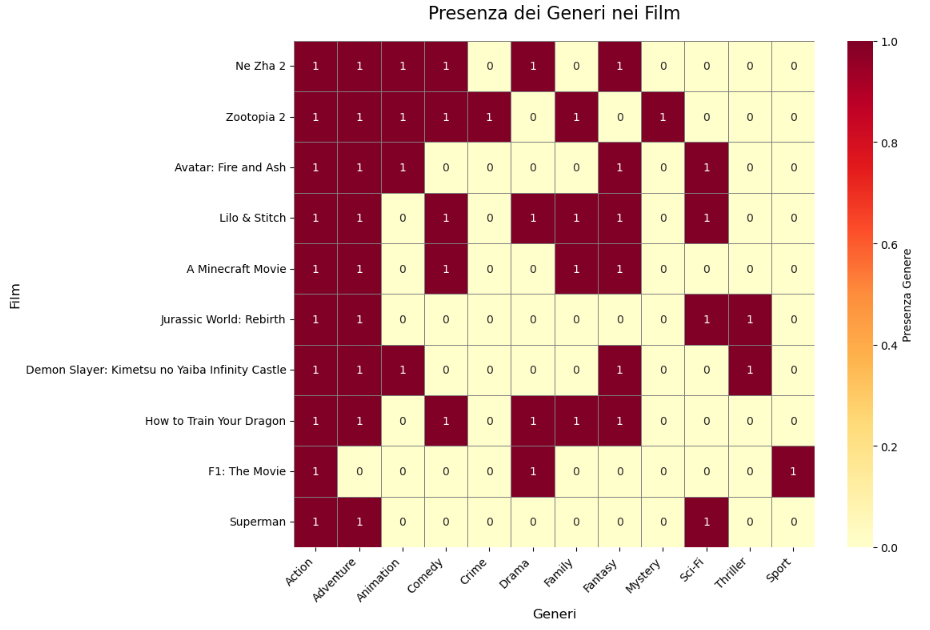 Presenza dei Generi nei Film
Film
Ne Zha 2 1 1 1 1 0 1 0 1 0 0 0 0
Zootopia 2 1 1 1 1 1 0 1 0 1 0 0 0
Avatar: Fire and Ash 1 1 1 0 0 0 0 1 0 1 0 0
Lilo & Stitch 1 1 0 1 0 1 1 1 0 1 0 0
A Minecraft Movie 1 1 0 1 0 0 1 1 0 0 0 0
Jurassic World: Rebirth 1 1 0 0 0 0 0 0 0 1 1 0
Demon Slayer: Kimetsu no Yaiba Infinity Castle 1 1 1 0 0 0 0 1 0 0 1 0
How to Train Your Dragon 1 1 0 1 0 1 1 1 0 0 0 0
F1: The Movie 1 0 0 0 0 1 0 0 0 0 0 1
Superman 1 1 0 0 0 0 0 0 0 1 0 0
Action Adventure Animation Comedy Crime Drama Family Fantasy Mystery Sci-Fi Thriller Sport
Generi
1.0
0.8
0.6
0.4
0.2
0.0
Presenza Genere